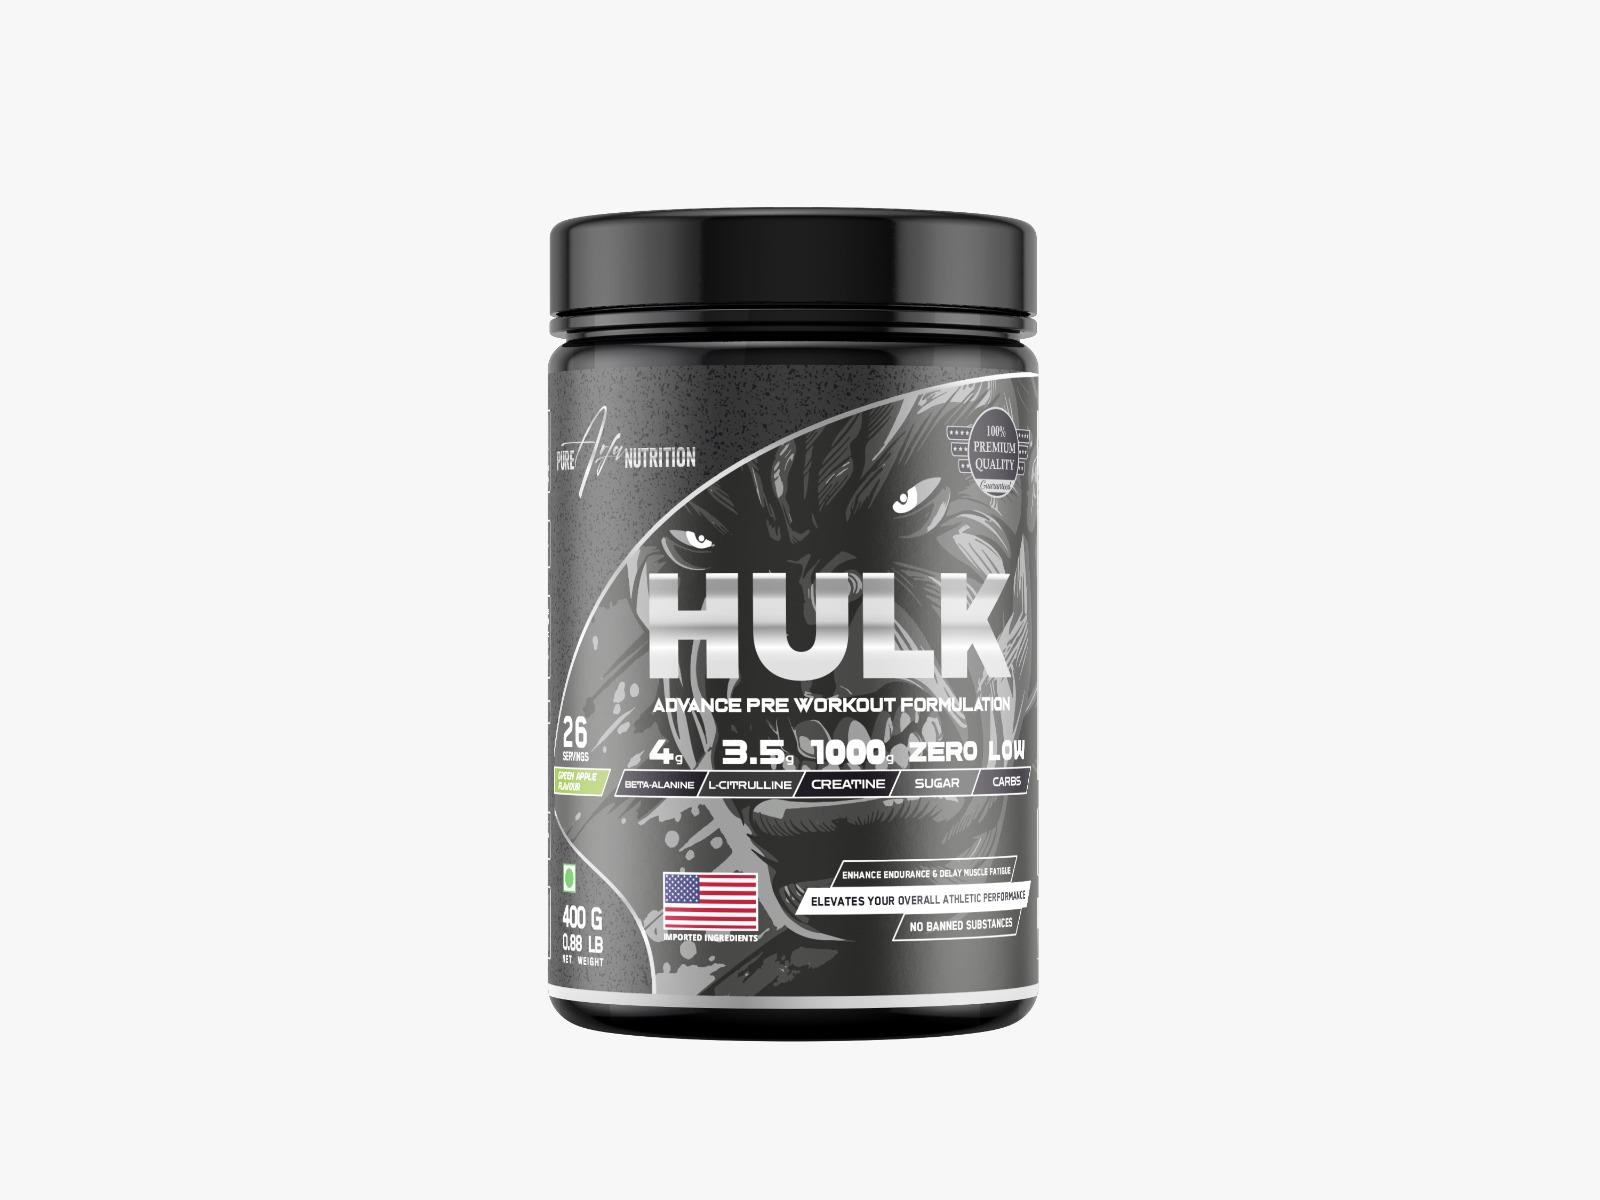 PURE Arfa NUTRITION
100%
PREMIUM
QUALITY
Guaranteed
HULK
ADVANCE PRE WORKOUT FORMULATION
26
SERVINGS
GREEN APPLE
FLAVOUR
4g 3.5g 1000g ZERO LOW
BETA-ALANINE L-CITRULLINE CREATINE SUGAR CARBS
ENHANCE ENDURANCE & DELAY MUSCLE FATIGUE
ELEVATES YOUR OVERALL ATHLETIC PERFORMANCE
NO BANNED SUBSTANCES
IMPORTED INGREDIENTS
400 G
0.88 LB
NET WEIGHT